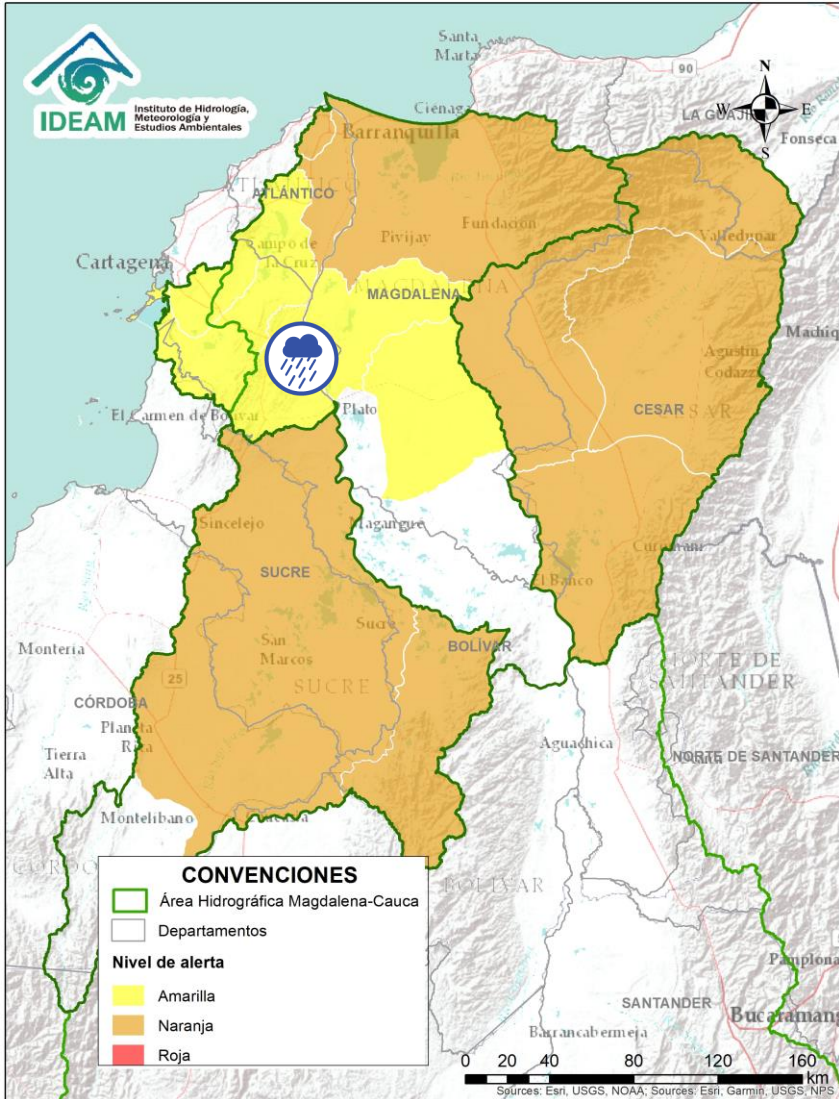 IDEAM
Instituto de Hidrología,
Meteorología y
Estudios Ambientales
Santa
Marta
90
N
W
E
S
LA GUAJIR
Fonseca
Ciénaga
Barranquilla
ATLÁNTICO
Valledupar
Campo de
la Cruz
Pivijay
Fundación
Cartagena
MAGDALENA
Machiq
Agustín
Codazzi
El Carmen de Bolívar
Plato
CESAR
CESAR
Sincelejo
Magangué
SUCRE
El Banco
Montería
San
Marcos
Sucre
BOLÍVAR
SUCRE
NORTE DE
SANTANDER
CÓRDOBA
25
Planeta
Rica
Tierra
Alta
Aguachica
NORTE DE SANTANDER
Montelíbano
BOLÍVAR
CONVENCIONES
Área Hidrográfica Magdalena-Cauca
Departamentos
Nivel de alerta
Amarilla
Naranja
Roja
Pamplona
SANTANDER
Bucaramang
Barrancabermeja
0 20 40 80 120 160
km
Sources: Esri, USGS, NOAA; Sources: Esri, Garmin, USGS, NPS